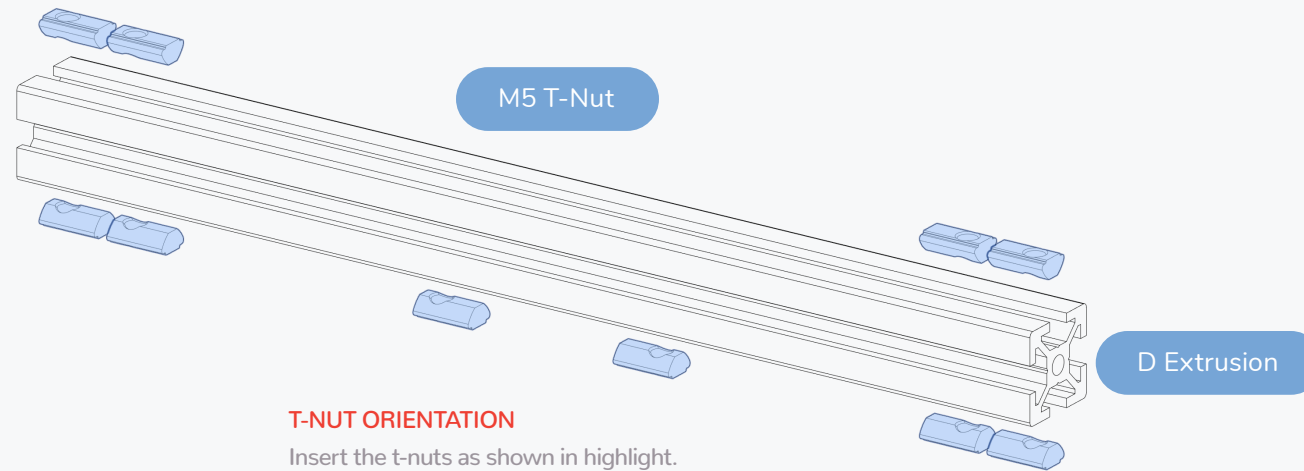 M5 T-Nut
D Extrusion
T-NUT ORIENTATION
Insert the t-nuts as shown in highlight.